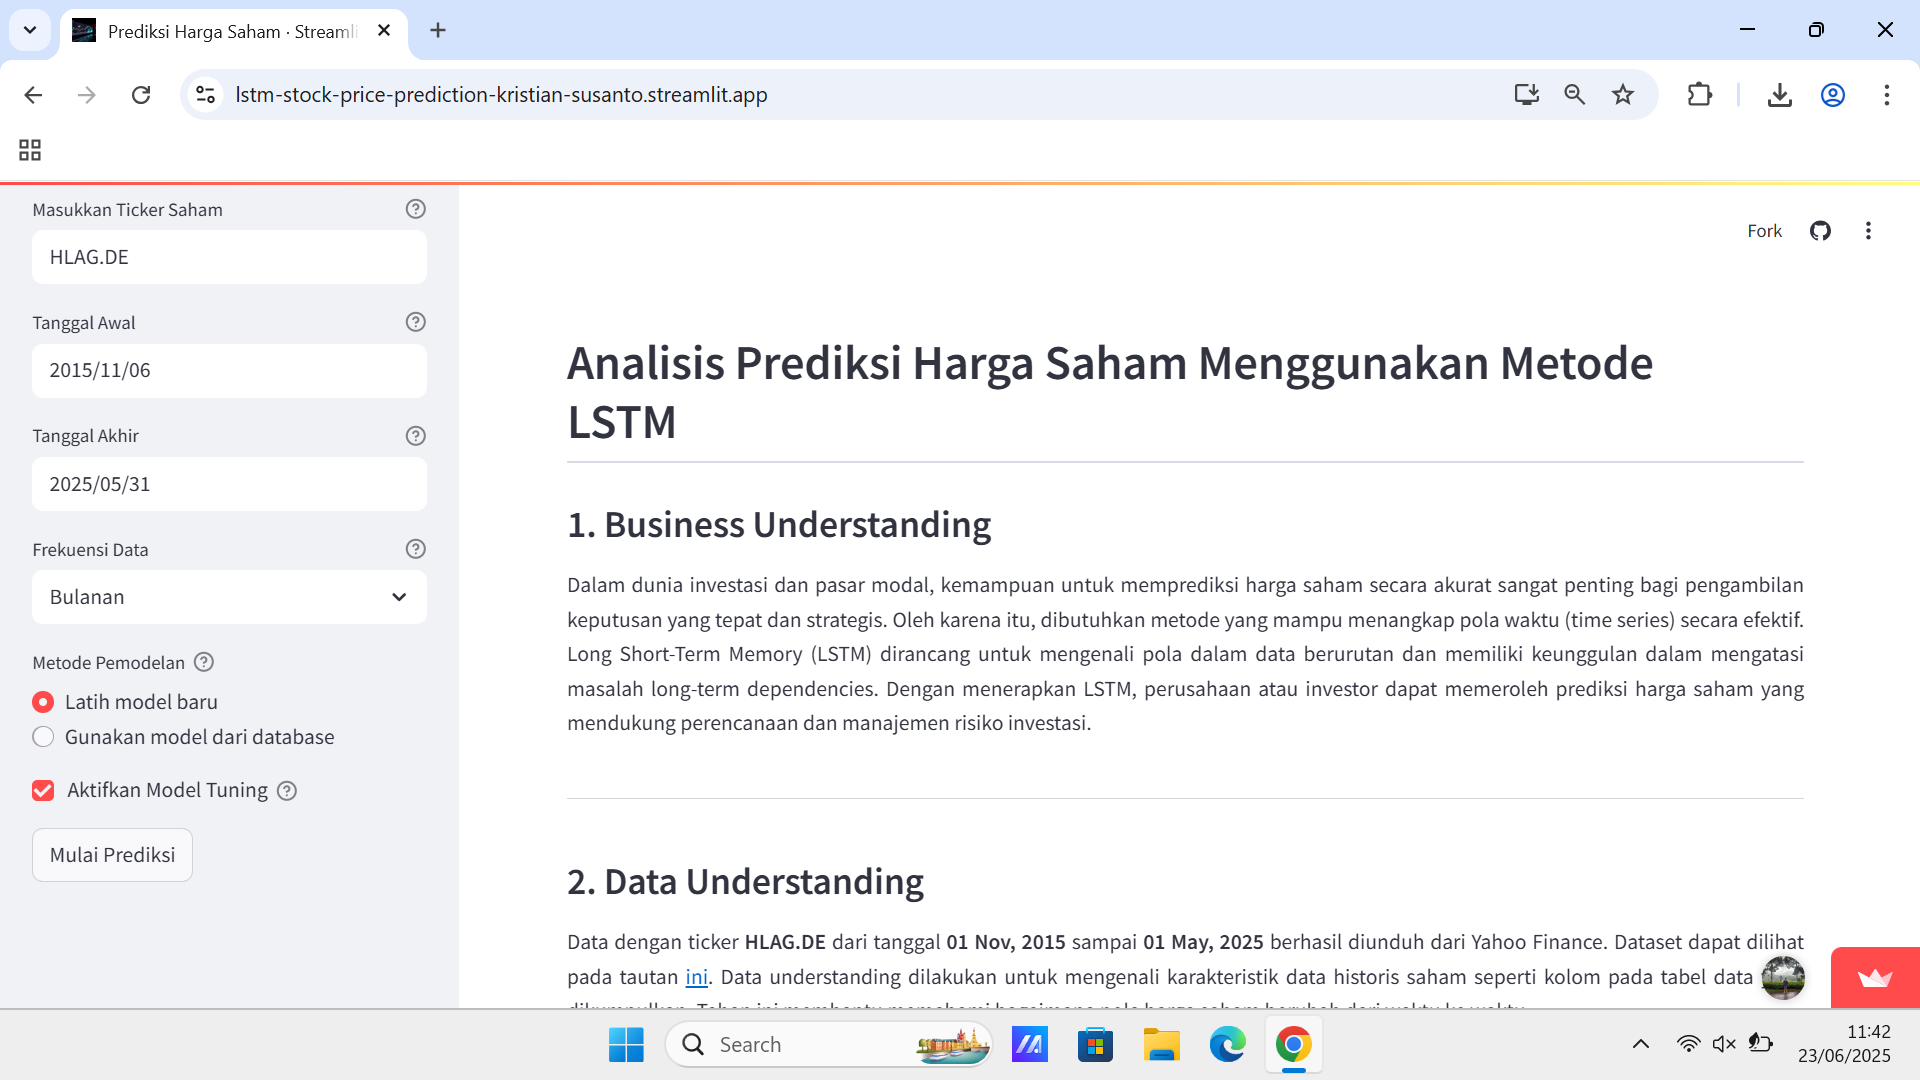 Prediksi Harga Saham · Streamli
lstm-stock-price-prediction-kristian-susanto.streamlit.app
Masukkan Ticker Saham
HLAG.DE
Tanggal Awal
2015/11/06
Tanggal Akhir
2025/05/31
Frekuensi Data
Bulanan
Metode Pemodelan
Latih model baru
Gunakan model dari database
Aktifkan Model Tuning
Mulai Prediksi
Fork
Analisis Prediksi Harga Saham Menggunakan Metode
LSTM
1. Business Understanding
Dalam dunia investasi dan pasar modal, kemampuan untuk memprediksi harga saham secara akurat sangat penting bagi pengambilan
keputusan yang tepat dan strategis. Oleh karena itu, dibutuhkan metode yang mampu menangkap pola waktu (time series) secara efektif.
Long Short-Term Memory (LSTM) dirancang untuk mengenali pola dalam data berurutan dan memiliki keunggulan dalam mengatasi
masalah long-term dependencies. Dengan menerapkan LSTM, perusahaan atau investor dapat memeroleh prediksi harga saham yang
mendukung perencanaan dan manajemen risiko investasi.
2. Data Understanding
Data dengan ticker HLAG.DE dari tanggal 01 Nov, 2015 sampai 01 May, 2025 berhasil diunduh dari Yahoo Finance. Dataset dapat dilihat
pada tautan ini. Data understanding dilakukan untuk mengenali karakteristik data historis saham seperti kolom pada tabel data
Search
11:42
23/06/2025